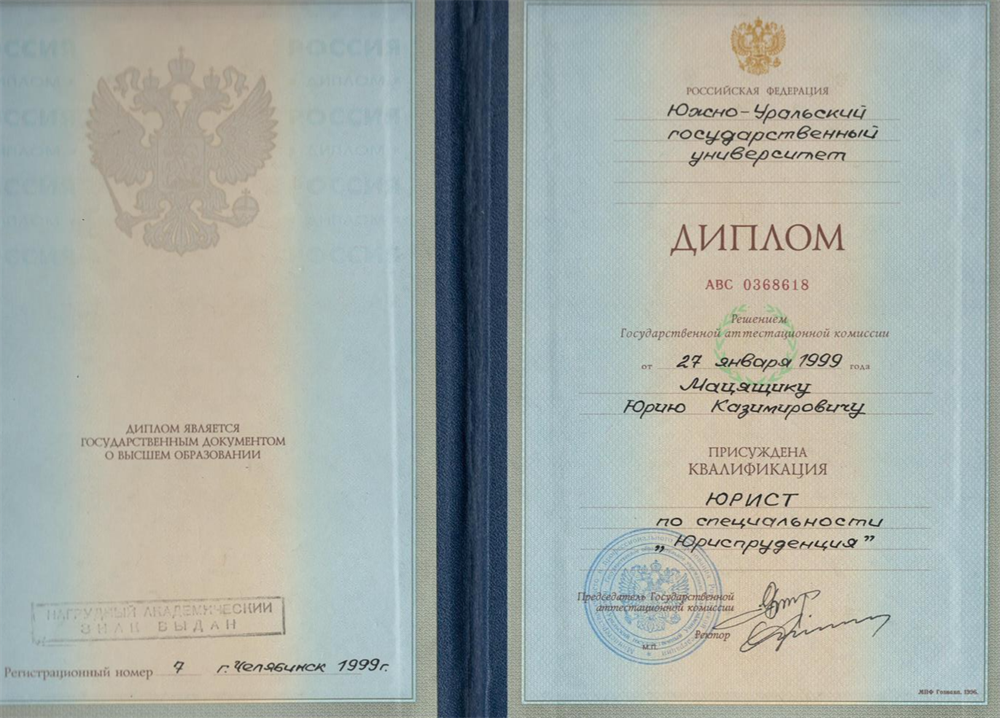 ДИПЛОМ ЯВЛЯЕТСЯ
ГОСУДАРСТВЕННЫМ ДОКУМЕНТОМ
О ВЫСШЕМ ОБРАЗОВАНИИ
НАГРУДНЫЙ АКАДЕМИЧЕСКИЙ
ЗНАК ВЫДАН
Регистрационный номер 7 г. Челябинск 1999г.
РОССИЙСКАЯ ФЕДЕРАЦИЯ
Южно-Уральский
государственный
университет
ДИПЛОМ
АВС 0368618
Решением
Государственной аттестационной комиссии
от 27 января 1999 года
Мацящику
Юрию Казимировичу
ПРИСУЖДЕНА
КВАЛИФИКАЦИЯ
ЮРИСТ
по специальности
„Юриспруденция”
Председатель Государственной
аттестационной комиссии
Ректор
М.П.